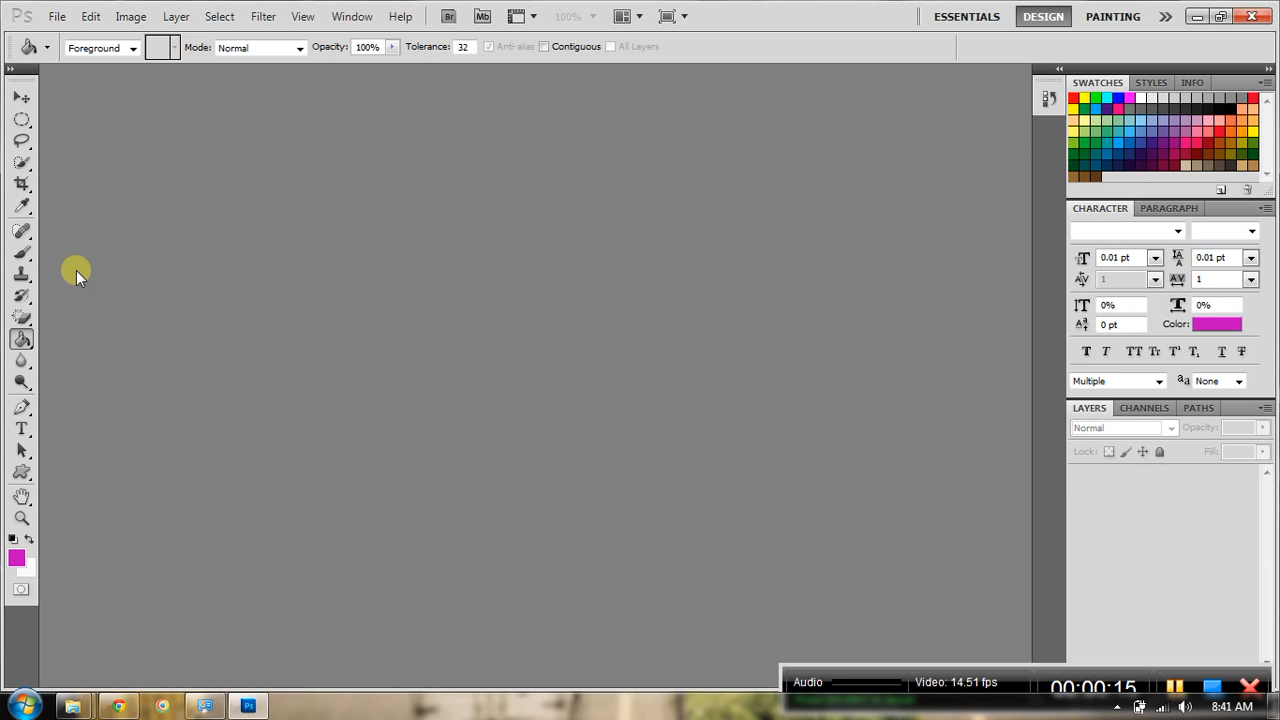 Ps File Edit Image Layer Select Filter View Window Help Br Mb 100% ESSENTIALS DESIGN PAINTING
Foreground Mode: Normal Opacity: 100% Tolerance: 32 Anti-alias Contiguous All Layers
SWATCHES STYLES INFO
CHARACTER PARAGRAPH
0.01 pt 0.01 pt
1 1
0% 0%
0 pt Color:
T T TT Tr T¹ T₁ T T
Multiple aa None
LAYERS CHANNELS PATHS
Normal Opacity:
Lock: Fill:
T
Audio Video: 14.51 fps 00:00:15
Ps 8:41 AM